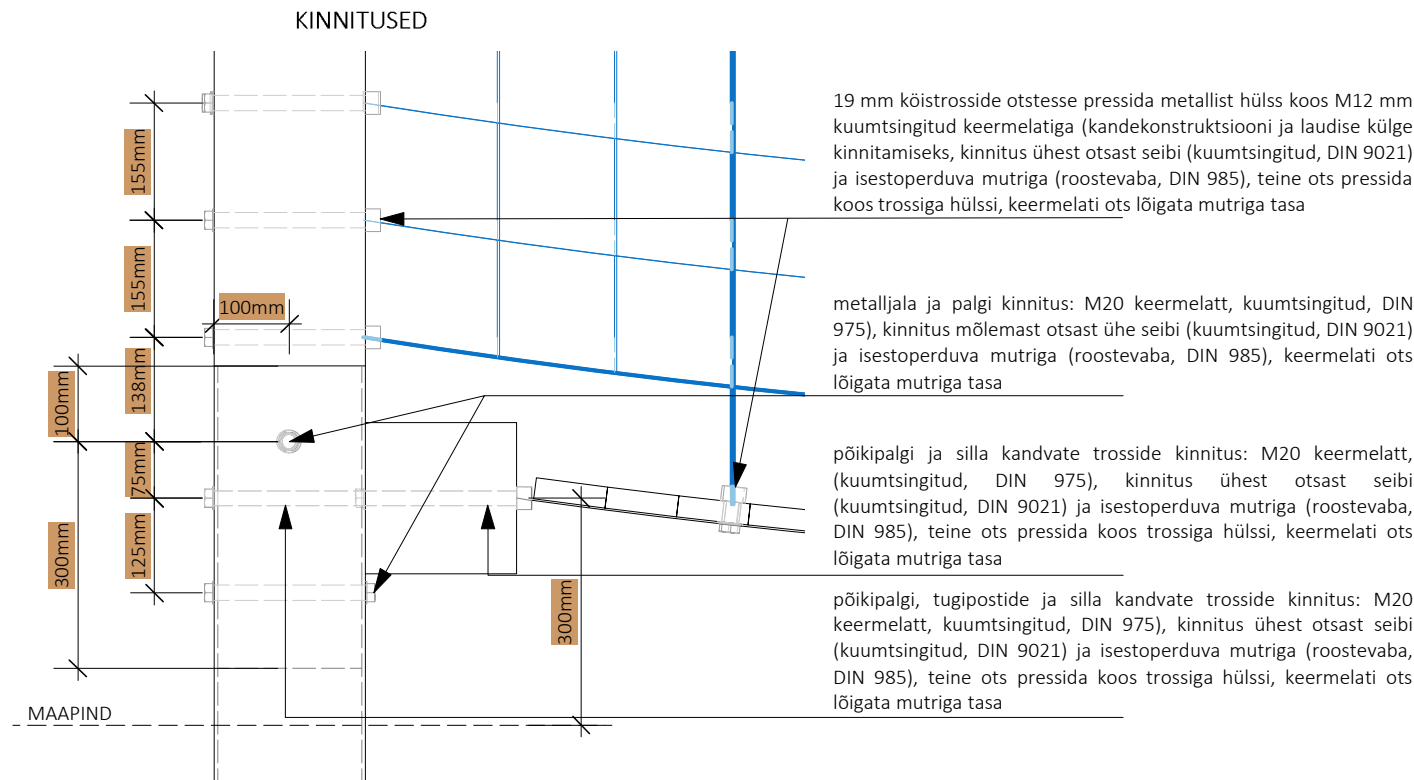 KINNITUSED
19 mm köistrosside otstesse pressida metallist hülss koos M12 mm
kuumtsingitud keermelatiga (kandekonstruktsiooni ja laudise külge
kinnitamiseks, kinnitus ühest otsast seibi (kuumtsingitud, DIN 9021)
ja isestoperduva mutriga (roostevaba, DIN 985), teine ots pressida
koos trossiga hülssi, keermelati ots lõigata mutriga tasa
155mm
155mm
100mm
metalljala ja palgi kinnitus: M20 keermelatt, kuumtsingitud, DIN
975), kinnitus mõlemast otsast ühe seibi (kuumtsingitud, DIN 9021)
ja isestoperduva mutriga (roostevaba, DIN 985), keermelati ots
lõigata mutriga tasa
138mm
100mm
75mm
põikipalgi ja silla kandvate trosside kinnitus: M20 keermelatt,
(kuumtsingitud, DIN 975), kinnitus ühest otsast seibi
(kuumtsingitud, DIN 9021) ja isestoperduva mutriga (roostevaba,
DIN 985), teine ots pressida koos trossiga hülssi, keermelati ots
lõigata mutriga tasa
125mm
300mm
300mm
põikipalgi, tugipostide ja silla kandvate trosside kinnitus: M20
keermelatt, kuumtsingitud, DIN 975), kinnitus ühest otsast seibi
(kuumtsingitud, DIN 9021) ja isestoperduva mutriga (roostevaba,
DIN 985), teine ots pressida koos trossiga hülssi, keermelati ots
lõigata mutriga tasa
MAAPIND